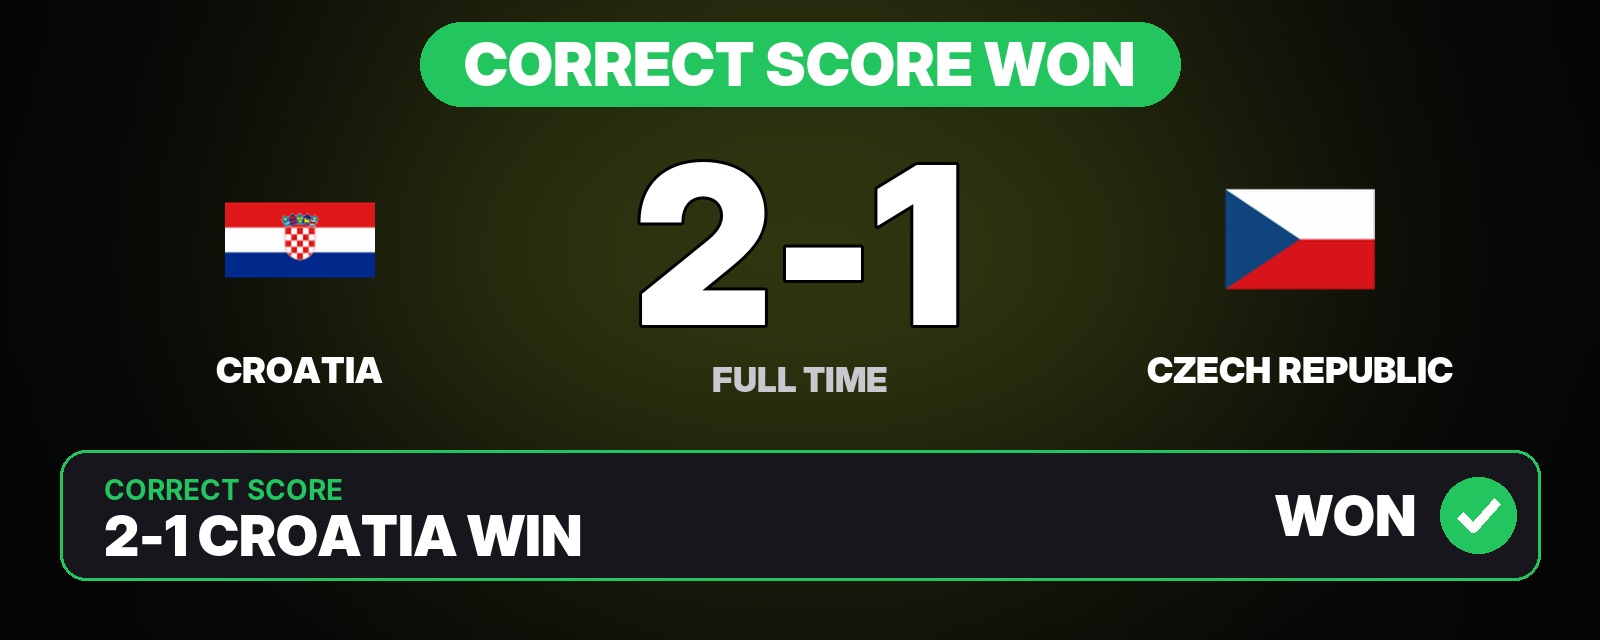 CORRECT SCORE WON
2-1
CROATIA
FULL TIME
CZECH REPUBLIC
CORRECT SCORE
2-1 CROATIA WIN
WON